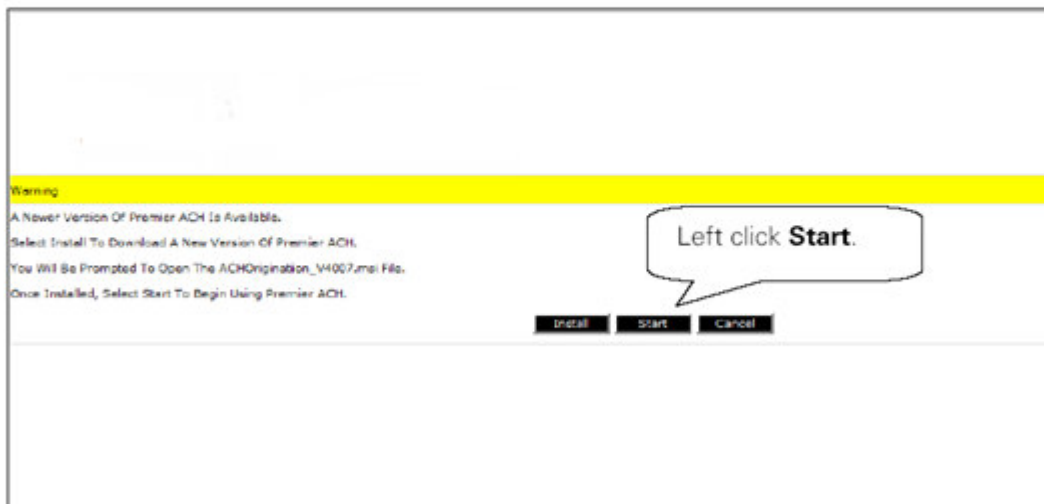 Warning
A Newer Version Of Premier ACH Is Available.
Select Install To Download A New Version Of Premier ACH.
You Will Be Prompted To Open The ACHOrigination_V4007.msi File.
Once Installed, Select Start To Begin Using Premier ACH.
Left click Start.
Install Start Cancel